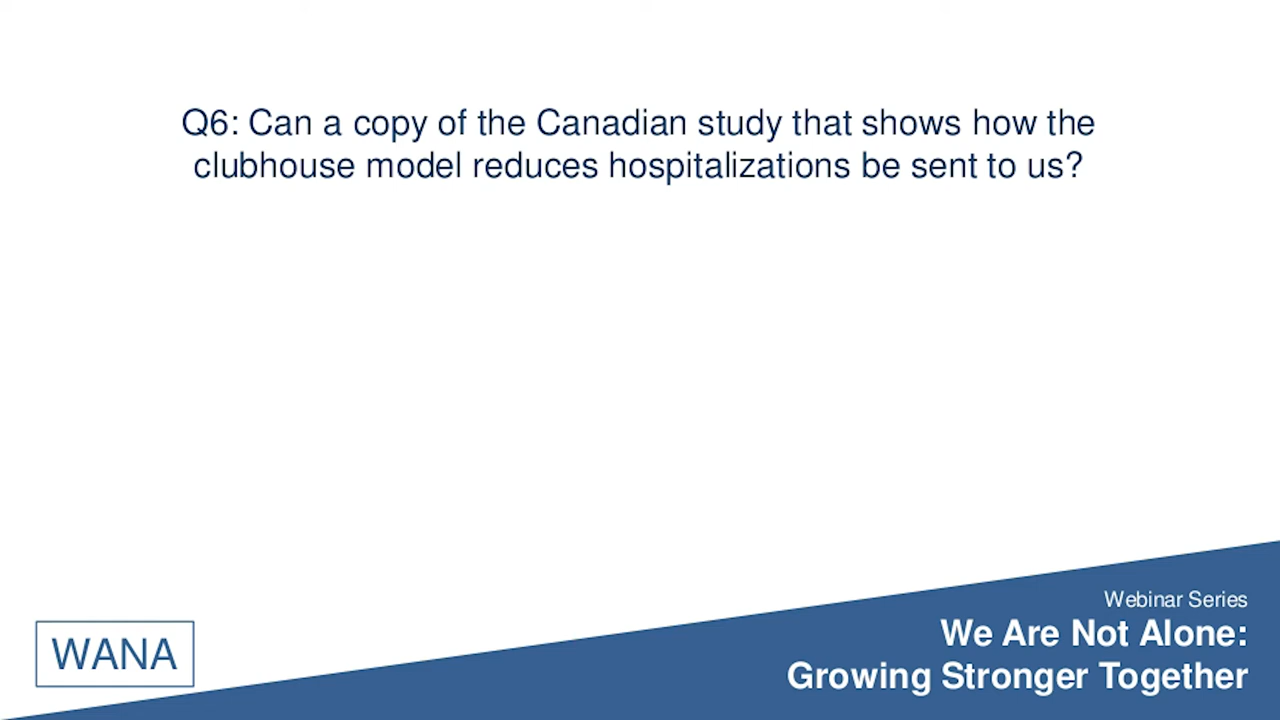 Q6: Can a copy of the Canadian study that shows how the
clubhouse model reduces hospitalizations be sent to us?
Webinar Series
We Are Not Alone:
Growing Stronger Together
WANA